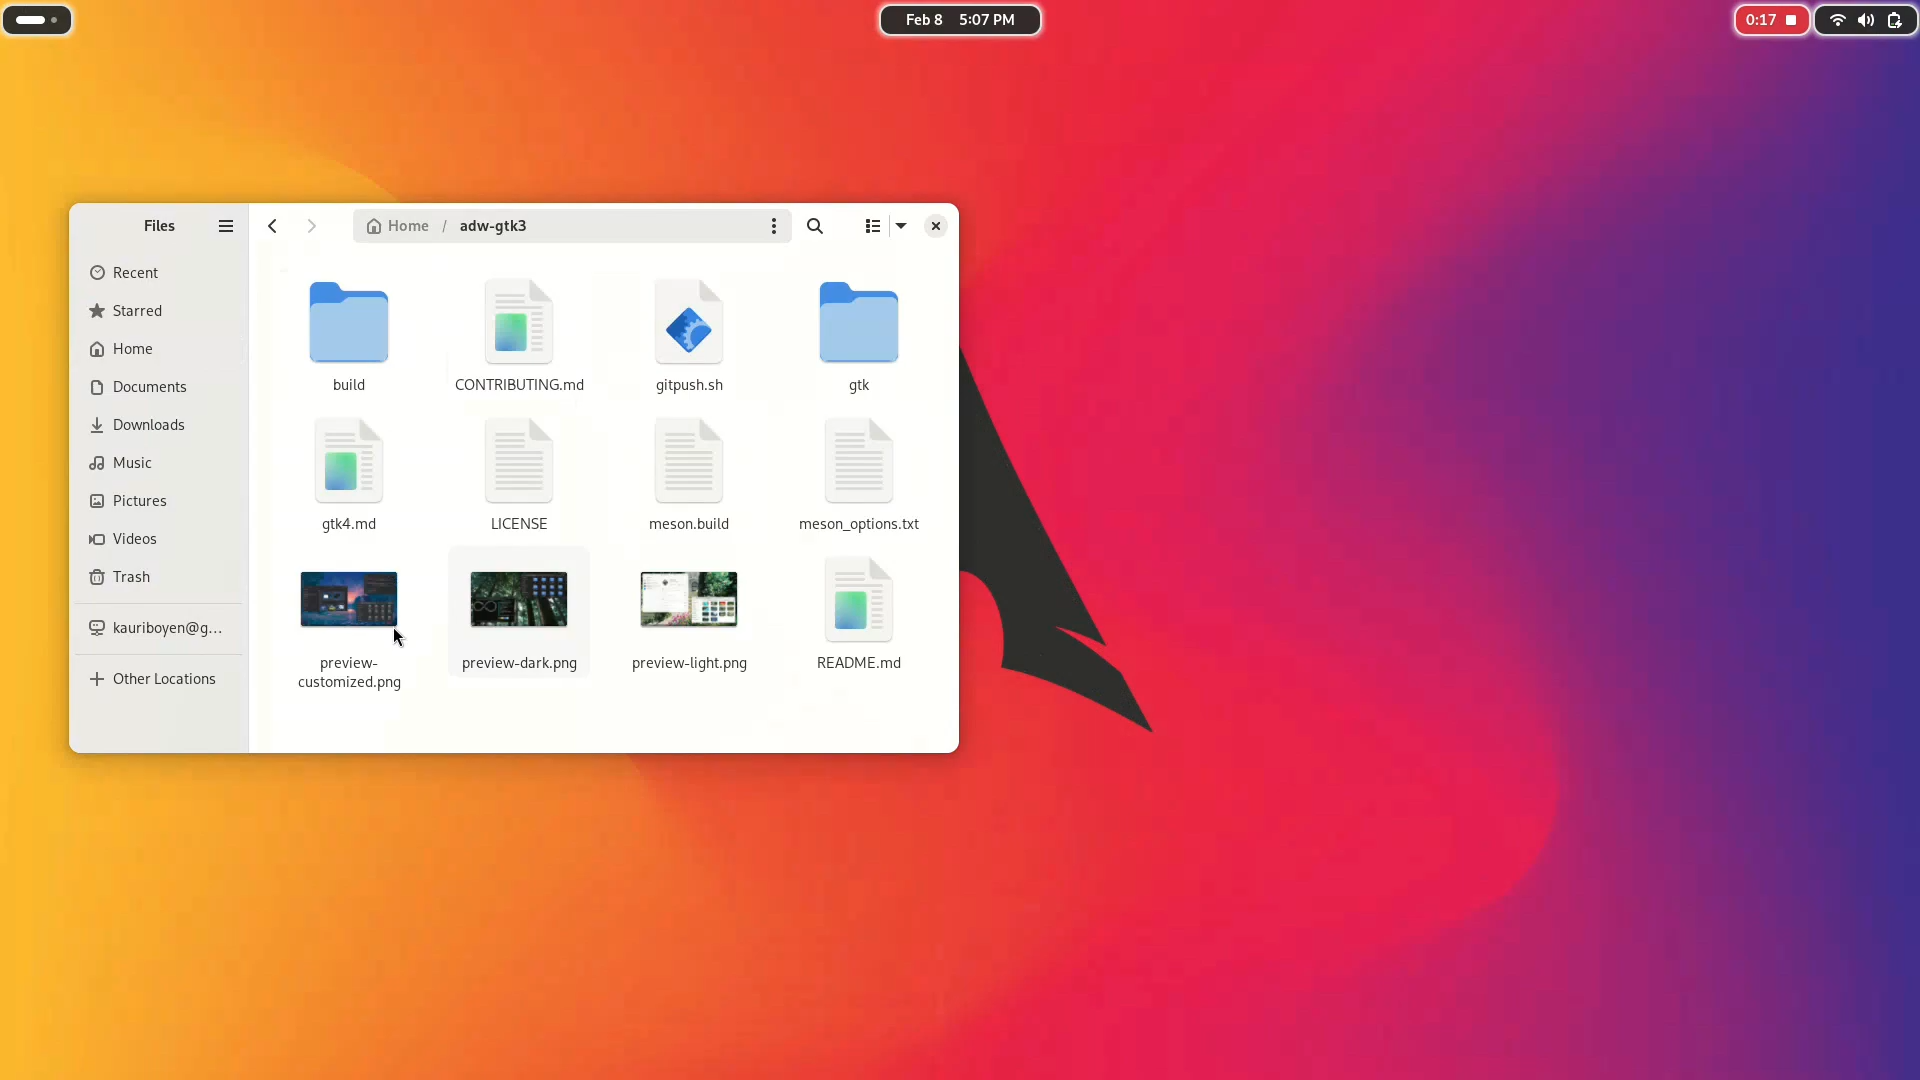 Feb 8 5:07 PM
0:17
Files
Home / adw-gtk3
Recent
Starred
Home
Documents
Downloads
Music
Pictures
Videos
Trash
kauriboyen@g...
Other Locations
build
CONTRIBUTING.md
gitpush.sh
gtk
gtk4.md
LICENSE
meson.build
meson_options.txt
preview-
customized.png
preview-dark.png
preview-light.png
README.md